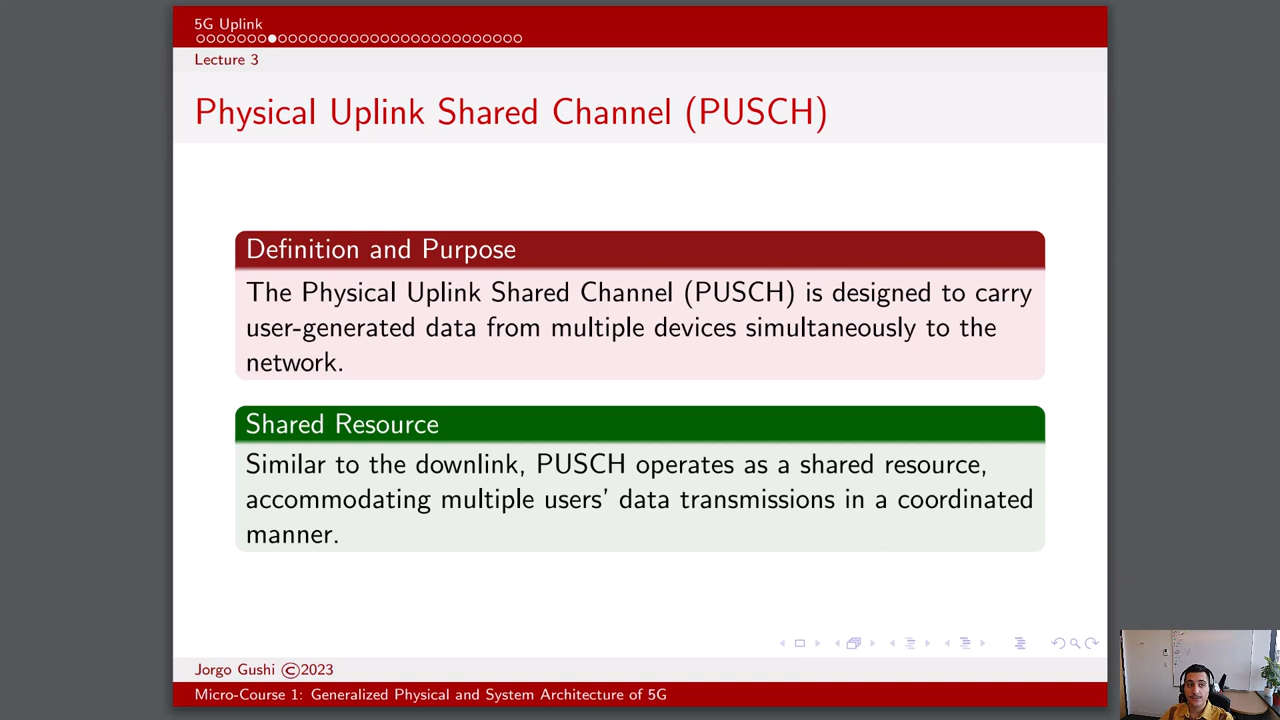 5G Uplink
Lecture 3
Physical Uplink Shared Channel (PUSCH)
Definition and Purpose
The Physical Uplink Shared Channel (PUSCH) is designed to carry
user-generated data from multiple devices simultaneously to the
network.
Shared Resource
Similar to the downlink, PUSCH operates as a shared resource,
accommodating multiple users' data transmissions in a coordinated
manner.
Jorgo Gushi ©2023
Micro-Course 1: Generalized Physical and System Architecture of 5G